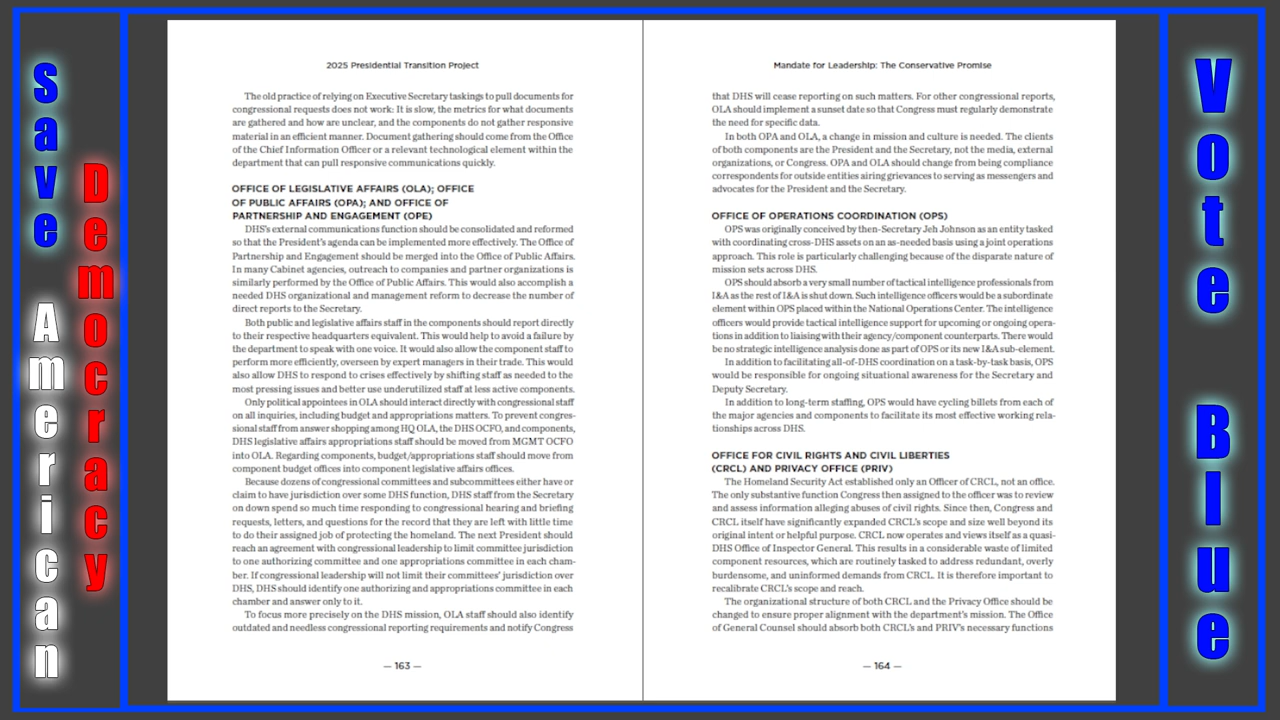 Save American
Democracy
2025 Presidential Transition Project
The old practice of relying on Executive Secretary taskings to pull documents for
congressional requests does not work: It is slow, the metrics for what documents
are gathered and how are unclear, and the components do not gather responsive
material in an efficient manner. Document gathering should come from the Office
of the Chief Information Officer or a relevant technological element within the
department that can pull responsive communications quickly.
OFFICE OF LEGISLATIVE AFFAIRS (OLA); OFFICE
OF PUBLIC AFFAIRS (OPA); AND OFFICE OF
PARTNERSHIP AND ENGAGEMENT (OPE)
DHS's external communications function should be consolidated and reformed
so that the President's agenda can be implemented more effectively. The Office of
Partnership and Engagement should be merged into the Office of Public Affairs.
In many Cabinet agencies, outreach to companies and partner organizations is
similarly performed by the Office of Public Affairs. This would also accomplish a
needed DHS organizational and management reform to decrease the number of
direct reports to the Secretary.
Both public and legislative affairs staff in the components should report directly
to their respective headquarters equivalent. This would help to avoid a failure by
the department to speak with one voice. It would also allow the component staff to
perform more efficiently, overseen by expert managers in their trade. This would
also allow DHS to respond to crises effectively by shifting staff as needed to the
most pressing issues and better use underutilized staff at less active components.
Only political appointees in OLA should interact directly with congressional staff
on all inquiries, including budget and appropriations matters. To prevent congres-
sional staff from answer shopping among HQ OLA, the DHS OCFO, and components,
DHS legislative affairs appropriations staff should be moved from MGMT OCFO
into OLA. Regarding components, budget/appropriations staff should move from
component budget offices into component legislative affairs offices.
Because dozens of congressional committees and subcommittees either have or
claim to have jurisdiction over some DHS function, DHS staff from the Secretary
on down spend so much time responding to congressional hearing and briefing
requests, letters, and questions for the record that they are left with little time
to do their assigned job of protecting the homeland. The next President should
reach an agreement with congressional leadership to limit committee jurisdiction
to one authorizing committee and one appropriations committee in each cham-
ber. If congressional leadership will not limit their committees' jurisdiction over
DHS, DHS should identify one authorizing and appropriations committee in each
chamber and answer only to it.
To focus more precisely on the DHS mission, OLA staff should also identify
outdated and needless congressional reporting requirements and notify Congress
— 163 —
Mandate for Leadership: The Conservative Promise
that DHS will cease reporting on such matters. For other congressional reports,
OLA should implement a sunset date so that Congress must regularly demonstrate
the need for specific data.
In both OPA and OLA, a change in mission and culture is needed. The clients
of both components are the President and the Secretary, not the media, external
organizations, or Congress. OPA and OLA should change from being compliance
correspondents for outside entities airing grievances to serving as messengers and
advocates for the President and the Secretary.
OFFICE OF OPERATIONS COORDINATION (OPS)
OPS was originally conceived by then-Secretary Jeh Johnson as an entity tasked
with coordinating cross-DHS assets on an as-needed basis using a joint operations
approach. This role is particularly challenging because of the disparate nature of
mission sets across DHS.
OPS should absorb a very small number of tactical intelligence professionals from
I&A as the rest of I&A is shut down. Such intelligence officers would be a subordinate
element within OPS placed within the National Operations Center. The intelligence
officers would provide tactical intelligence support for upcoming or ongoing opera-
tions in addition to liaising with their agency/component counterparts. There would
be no strategic intelligence analysis done as part of OPS or its new I&A sub-element.
In addition to facilitating all-of-DHS coordination on a task-by-task basis, OPS
would be responsible for ongoing situational awareness for the Secretary and
Deputy Secretary.
In addition to long-term staffing, OPS would have cycling billets from each of
the major agencies and components to facilitate its most effective working rela-
tionships across DHS.
OFFICE FOR CIVIL RIGHTS AND CIVIL LIBERTIES
(CRCL) AND PRIVACY OFFICE (PRIV)
The Homeland Security Act established only an Officer of CRCL, not an office.
The only substantive function Congress then assigned to the officer was to review
and assess information alleging abuses of civil rights. Since then, Congress and
CRCL itself have significantly expanded CRCL's scope and size well beyond its
original intent or helpful purpose. CRCL now operates and views itself as a quasi-
DHS Office of Inspector General. This results in a considerable waste of limited
component resources, which are routinely tasked to address redundant, overly
burdensome, and uninformed demands from CRCL. It is therefore important to
recalibrate CRCL's scope and reach.
The organizational structure of both CRCL and the Privacy Office should be
changed to ensure proper alignment with the department's mission. The Office
of General Counsel should absorb both CRCL's and PRIV's necessary functions
— 164 —
Vote Blue